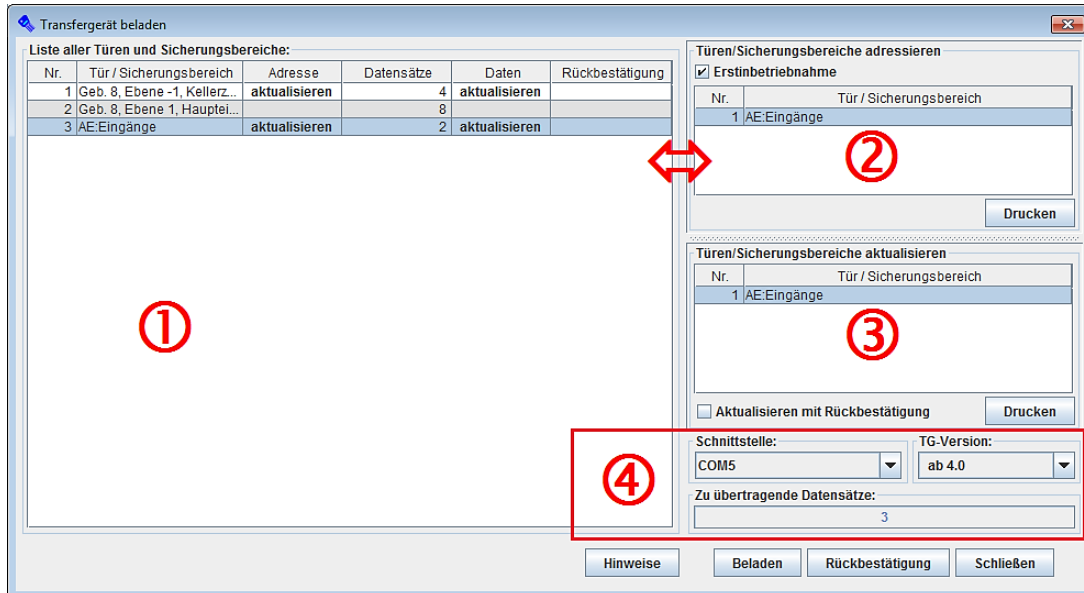 Transfergerät beladen
Liste aller Türen und Sicherungsbereiche:
Nr. Tür / Sicherungsbereich Adresse Datensätze Daten Rückbestätigung
1 Geb. 8, Ebene -1, Kellerz... aktualisieren 4 aktualisieren
2 Geb. 8, Ebene 1, Hauptei... 8
3 AE:Eingänge aktualisieren 2 aktualisieren
①
Türen/Sicherungsbereiche adressieren
Erstinbetriebnahme
Nr. Tür / Sicherungsbereich
1 AE:Eingänge
②
Drucken
Türen/Sicherungsbereiche aktualisieren
Nr. Tür / Sicherungsbereich
1 AE:Eingänge
③
Aktualisieren mit Rückbestätigung Drucken
④
Schnittstelle: TG-Version:
COM5 ab 4.0
Zu übertragende Datensätze:
3
Hinweise Beladen Rückbestätigung Schließen